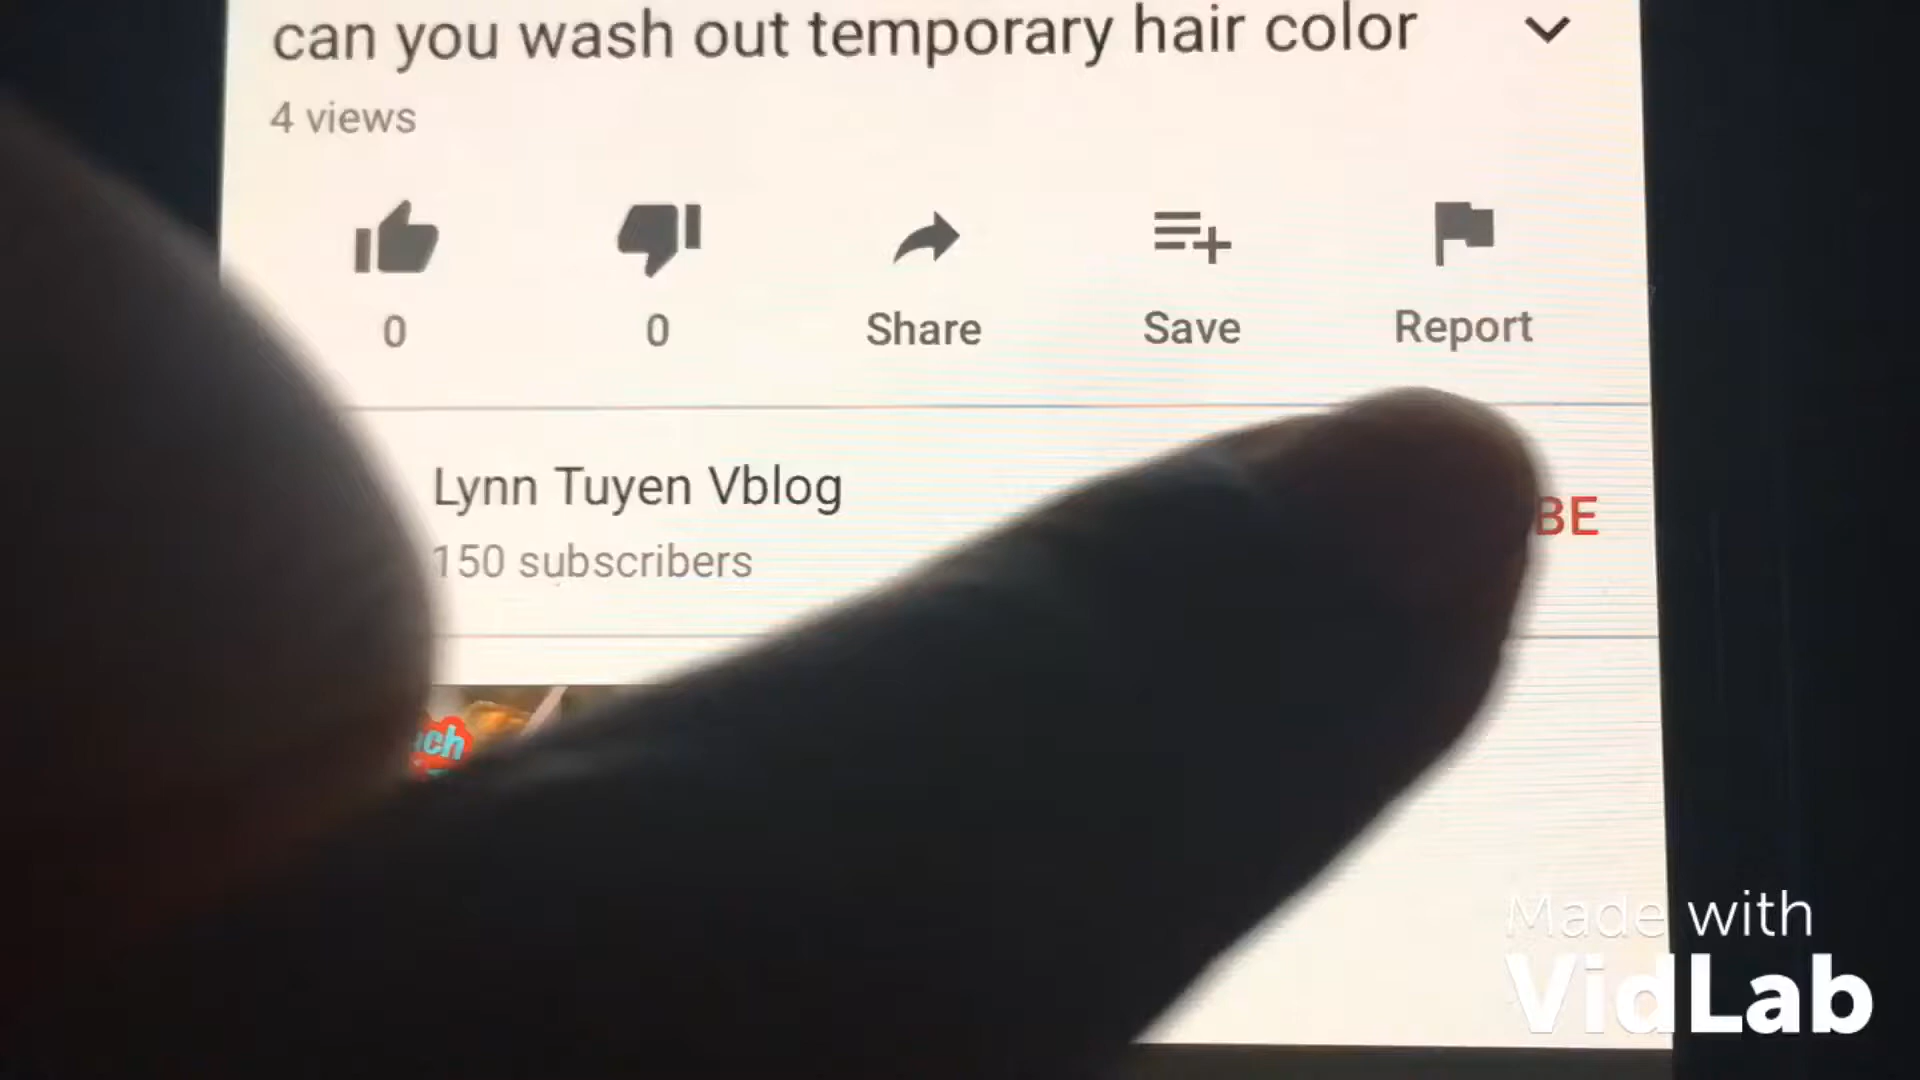 can you wash out temporary hair color
4 views
0
0
Share
Save
Report
Lynn Tuyen Vblog
BE
150 subscribers
ch
Made with
VidLab